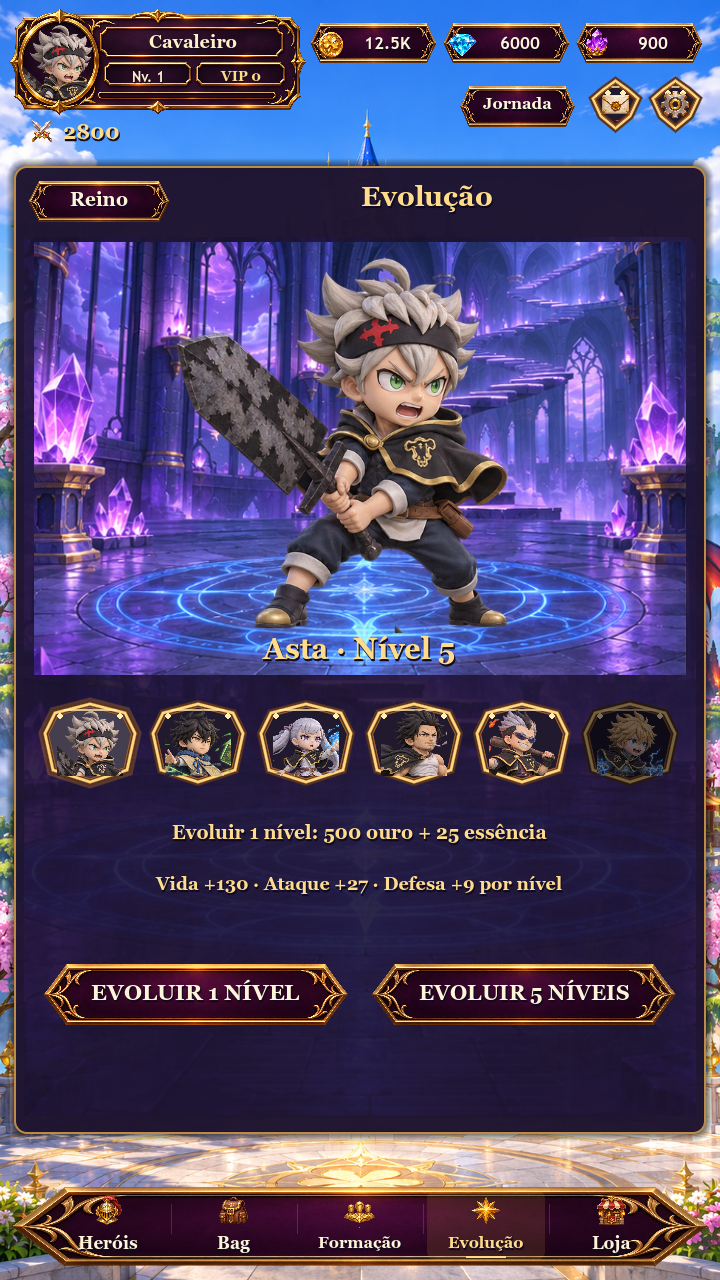 Cavaleiro
Nv. 1
VIP 0
12.5K
6000
900
Jornada
2800
Reino
Evolução
Asta · Nível 5
Evoluir 1 nível: 500 ouro + 25 essência
Vida +130 · Ataque +27 · Defesa +9 por nível
EVOLUIR 1 NÍVEL
EVOLUIR 5 NÍVEIS
Heróis
Bag
Formação
Evolução
Loja